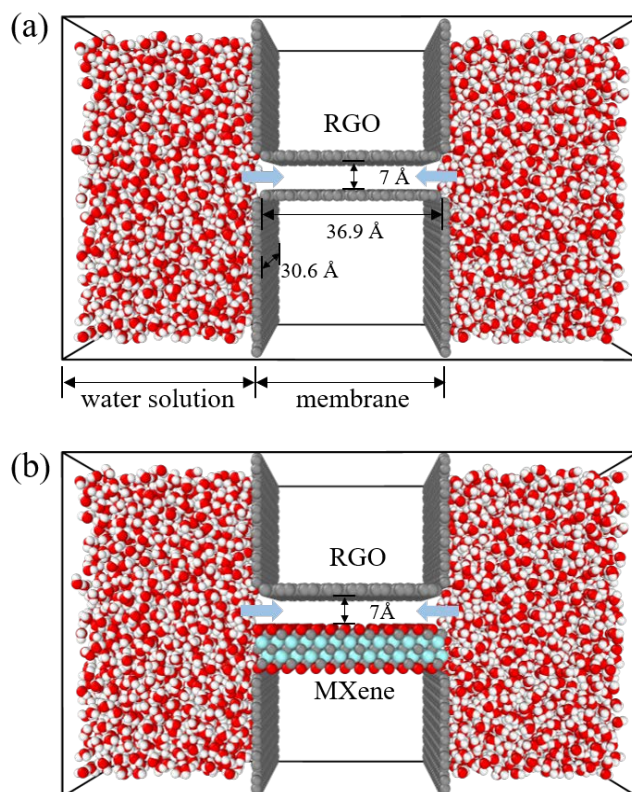 (a)
RGO
7 Å
36.9 Å
30.6 Å
water solution
membrane
(b)
RGO
7Å
MXene